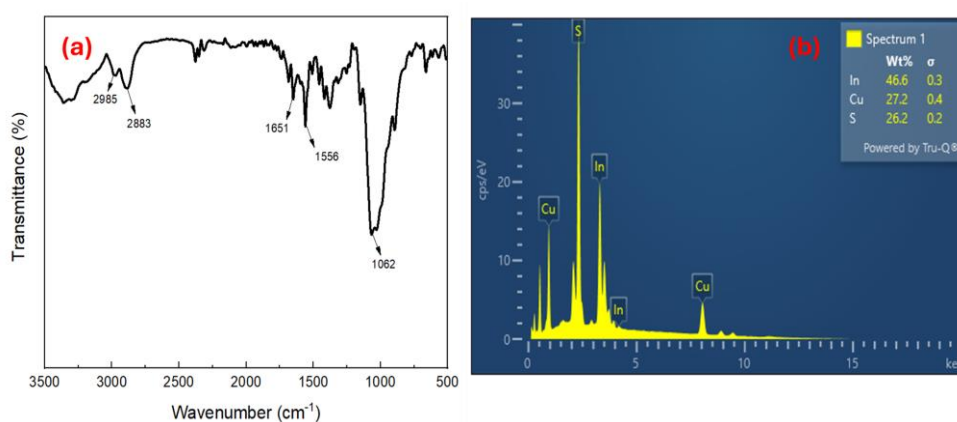 (a)
2985
2883
1651
1556
1062
Transmittance (%)
3500 3000 2500 2000 1500 1000 500
Wavenumber (cm⁻¹)
(b)
Spectrum 1
Wt% σ
In 46.6 0.3
Cu 27.2 0.4
S 26.2 0.2
Powered by Tru-Q®
S
In
Cu
In
Cu
cps/eV
30
20
10
0
0 5 10 15 ke